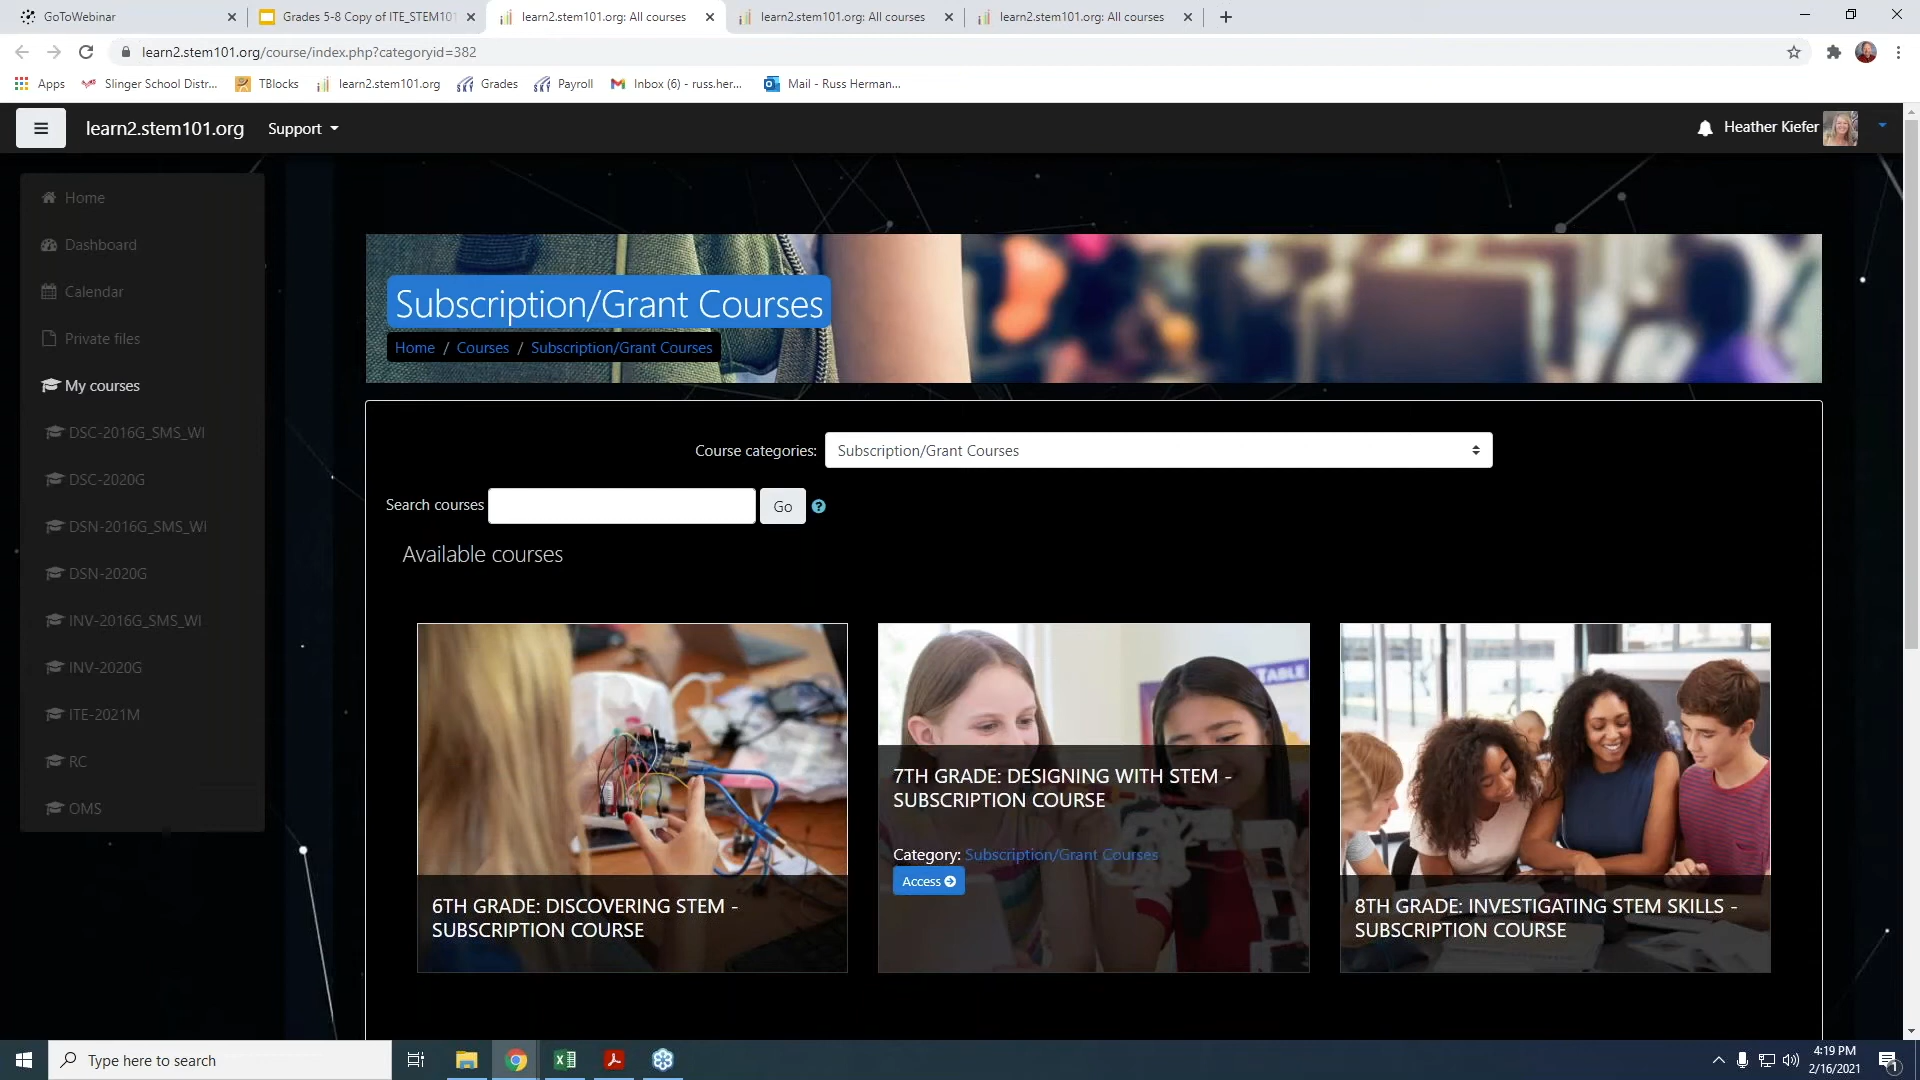 GoToWebinar
Grades 5-8 Copy of ITE_STEM101
learn2.stem101.org: All courses
learn2.stem101.org: All courses
learn2.stem101.org: All courses
learn2.stem101.org/course/index.php?categoryid=382
Apps
Slinger School Distr...
TBlocks
learn2.stem101.org
Grades
Payroll
Inbox (6) - russ.her...
Mail - Russ Herman...
learn2.stem101.org
Support
Heather Kiefer
Home
Dashboard
Calendar
Private files
My courses
DSC-2016G_SMS_WI
DSC-2020G
DSN-2016G_SMS_WI
DSN-2020G
INV-2016G_SMS_WI
INV-2020G
ITE-2021M
RC
OMS
Subscription/Grant Courses
Home / Courses / Subscription/Grant Courses
Course categories: Subscription/Grant Courses
Search courses Go
Available courses
6TH GRADE: DISCOVERING STEM -
SUBSCRIPTION COURSE
TABLE
7TH GRADE: DESIGNING WITH STEM -
SUBSCRIPTION COURSE
Category: Subscription/Grant Courses
Access
8TH GRADE: INVESTIGATING STEM SKILLS -
SUBSCRIPTION COURSE
Type here to search
4:19 PM
2/16/2021
1